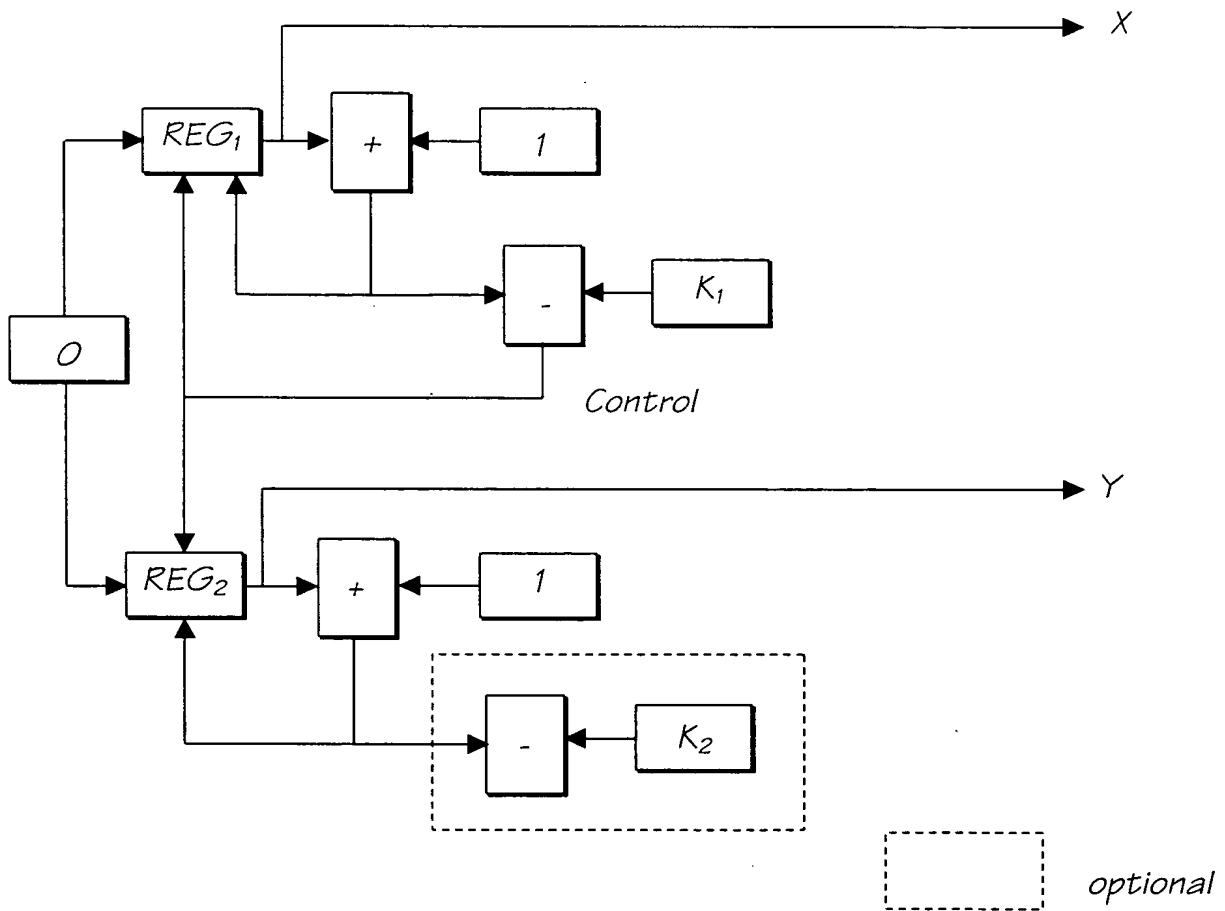 X
REG₁
+
1
-
K₁
O
Control
Y
REG₂
+
1
-
K₂
optional